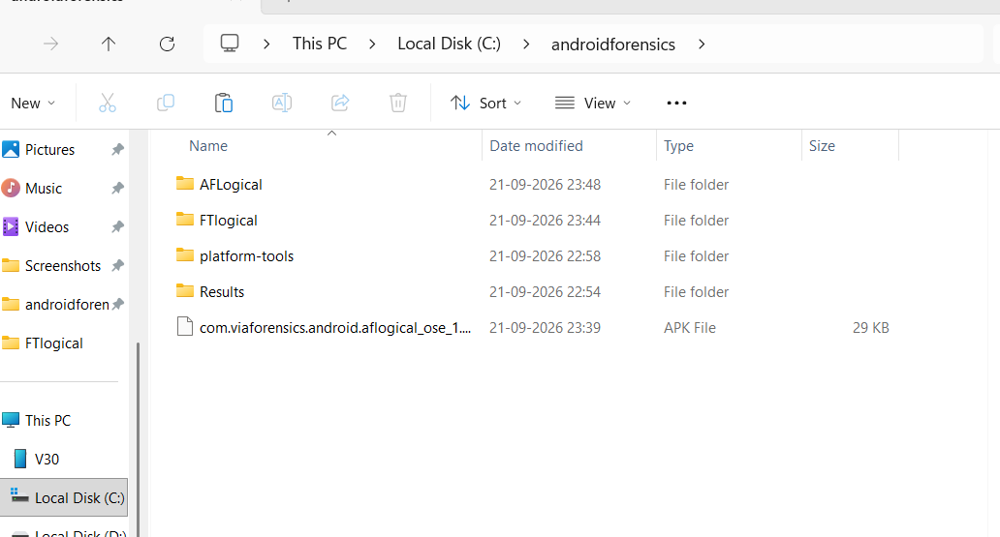 androidforensics
This PC > Local Disk (C:) > androidforensics >
New Sort View
Name Date modified Type Size
Pictures
Music
Videos
Screenshots
androidforen
FTlogical
This PC
V30
Local Disk (C:)
Local Disk (D:)
AFLogical 21-09-2026 23:48 File folder
FTlogical 21-09-2026 23:44 File folder
platform-tools 21-09-2026 22:58 File folder
Results 21-09-2026 22:54 File folder
com.viaforensics.android.aflogical_ose_1.... 21-09-2026 23:39 APK File 29 KB